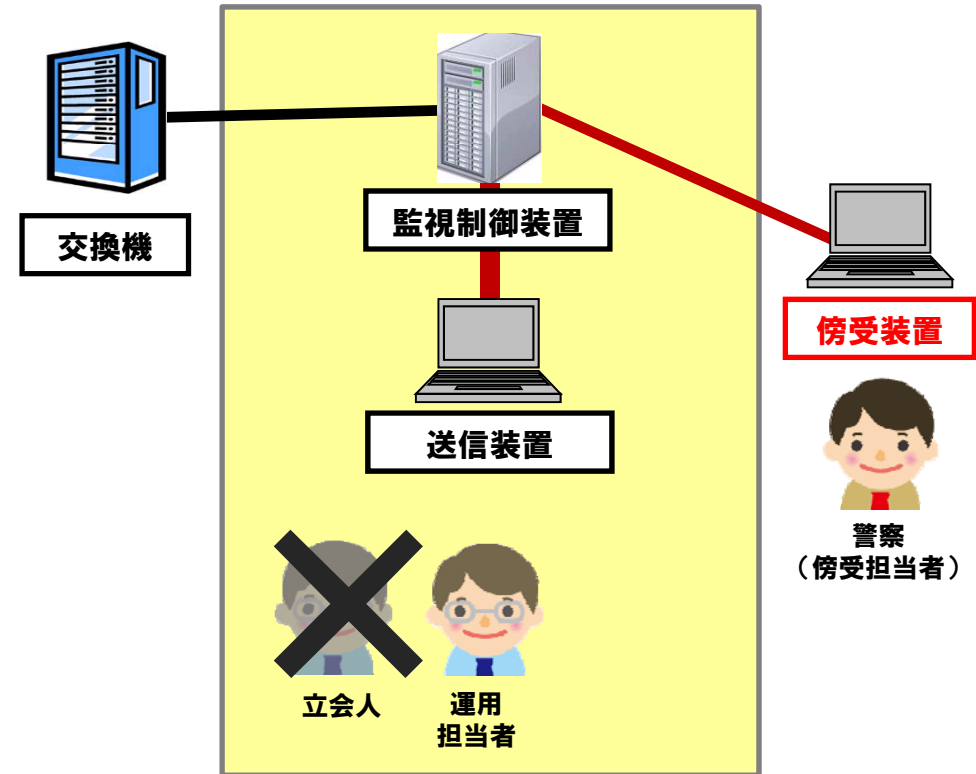 交換機
監視制御装置
傍受装置
送信装置
警察
（傍受担当者）
立会人
運用
担当者